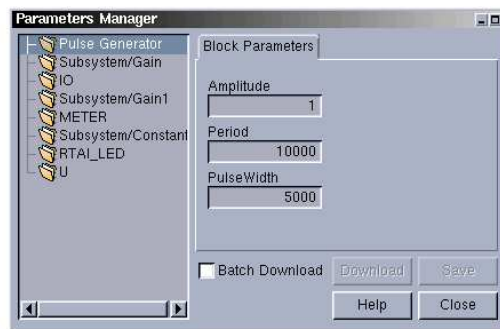 Parameters Manager
Pulse Generator
Subsystem/Gain
IO
Subsystem/Gain1
METER
Subsystem/Constant
RTAI_LED
U
Block Parameters
Amplitude
1
Period
10000
PulseWidth
5000
Batch Download
Download
Save
Help
Close